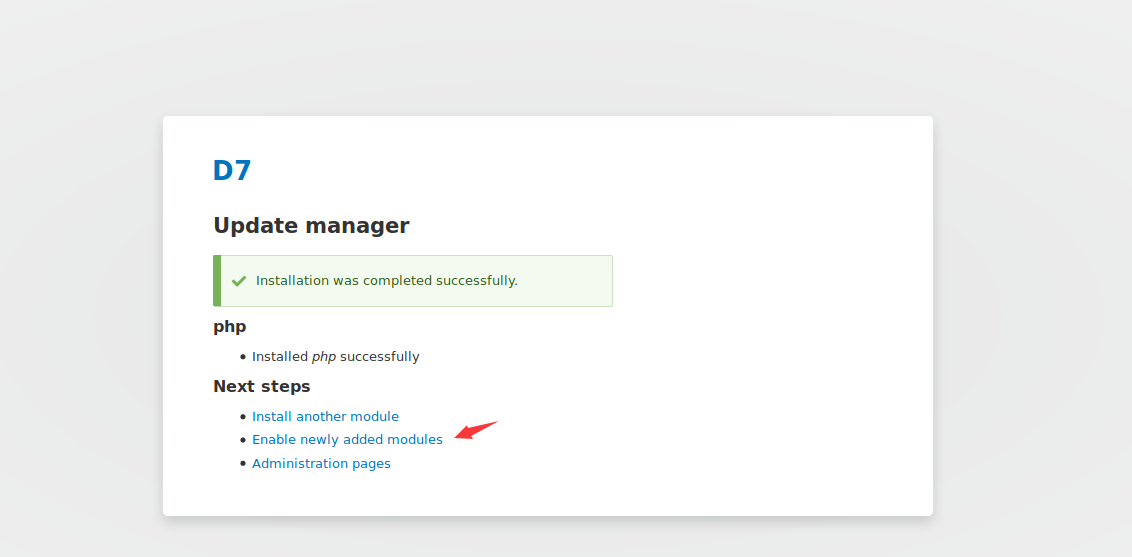 D7
Update manager
Installation was completed successfully.
php
Installed php successfully
Next steps
Install another module
Enable newly added modules
Administration pages